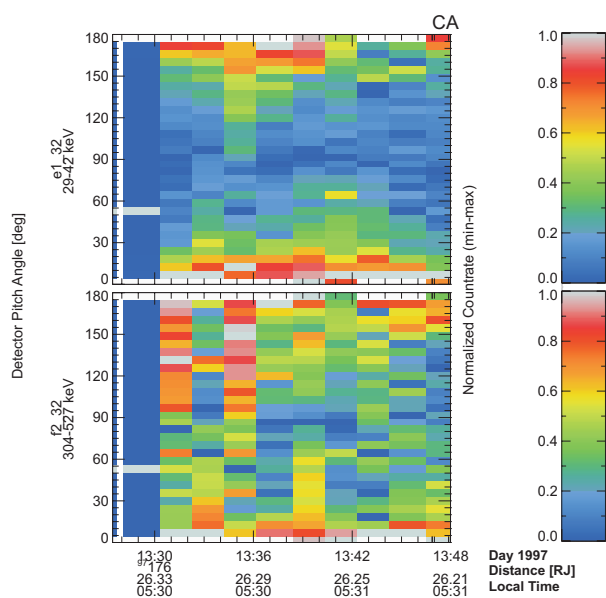 CA
Detector Pitch Angle [deg]
e1_32
29-42 keV
180
150
120
90
60
30
0
f2_32
304-527 keV
180
150
120
90
60
30
0
Normalized Countrate (min-max)
1.0
0.8
0.6
0.4
0.2
0.0
1.0
0.8
0.6
0.4
0.2
0.0
13:30 13:36 13:42 13:48 Day 1997
97176
26.33 26.29 26.25 26.21 Distance [RJ]
05:30 05:30 05:31 05:31 Local Time